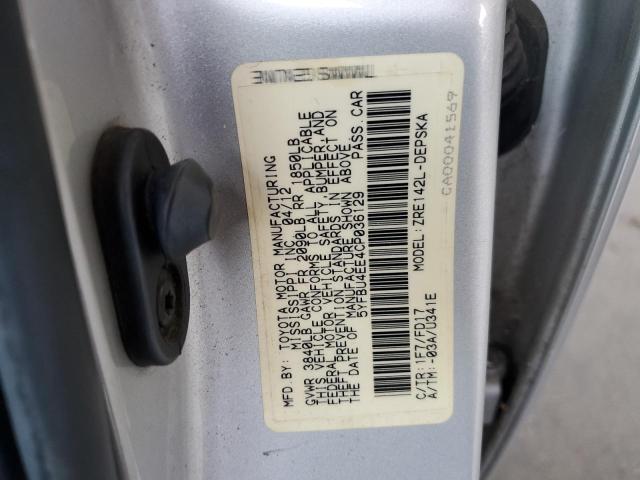 MFD.BY: TOYOTA MOTOR MANUFACTURING
MISSISSIPPI INC. 04/12
GVWR 3840LB GAWR FR 2090LB RR 1850LB
THIS VEHICLE CONFORMS TO ALL APPLICABLE
FEDERAL MOTOR VEHICLE SAFETY, BUMPER, AND
THEFT PREVENTION STANDARDS IN EFFECT ON
THE DATE OF MANUFACTURE SHOWN ABOVE.
5YFBU4EE4CP036129 PASS CAR
C/TR:1F7/FD17 MODEL:ZRE142L-DEPSKA
A/TM:-03A/U341E
CA00041569